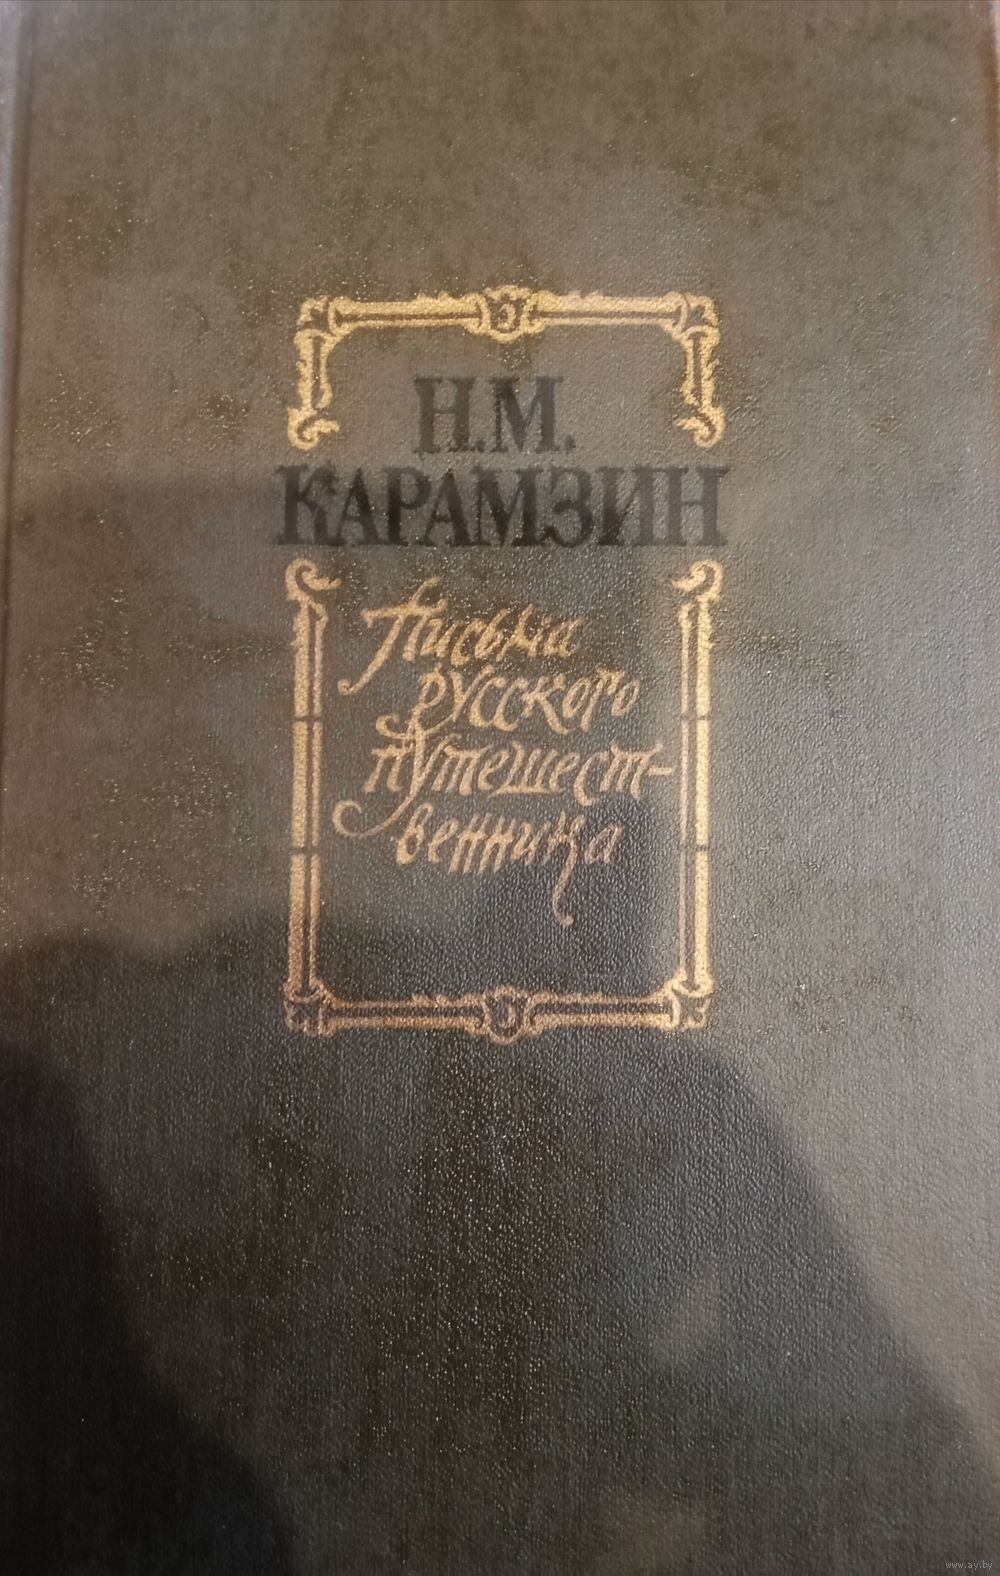 Н.М.
КАРАМЗИН
Письма
русского
путешест-
венника
www.ay.by